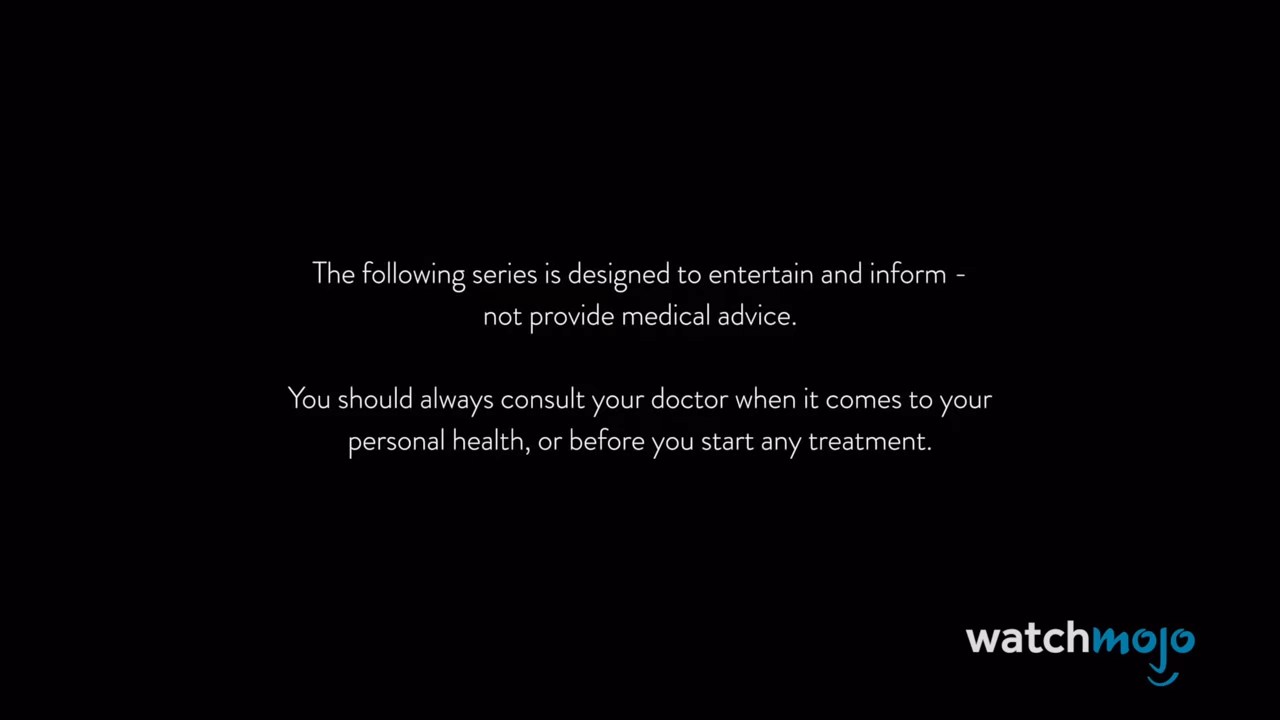 The following series is designed to entertain and inform -
not provide medical advice.
You should always consult your doctor when it comes to your
personal health, or before you start any treatment.
watchmojo